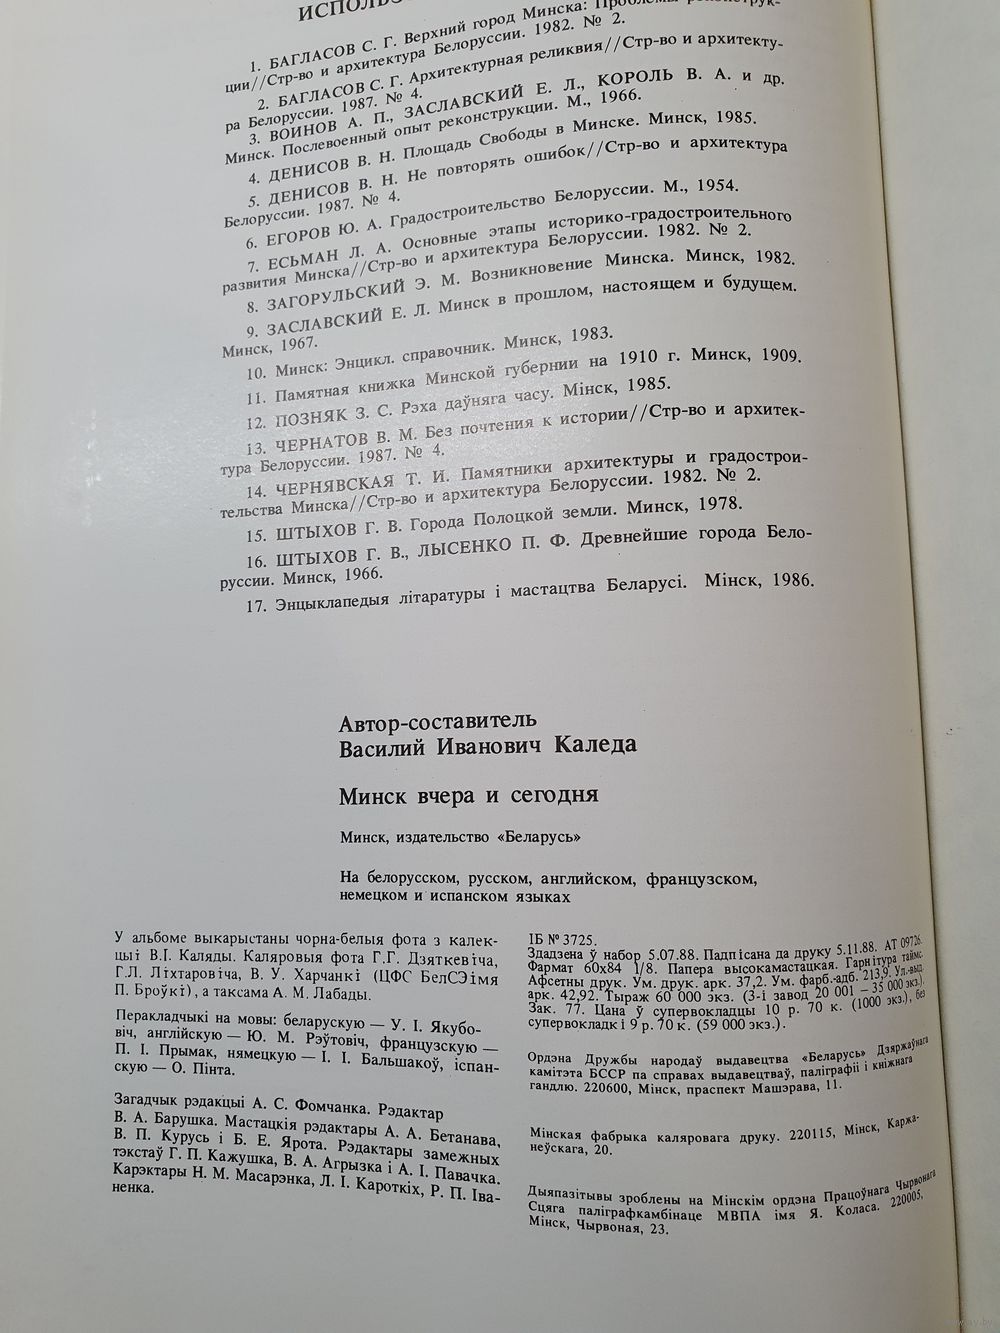 1. БАГЛАСОВ С. Г. Верхний город Минска: Проблемы реконструк-
ции//Стр-во и архитектура Белоруссии. 1982. № 2.
2. БАГЛАСОВ С. Г. Архитектурная реликвия//Стр-во и архитекту-
ра Белоруссии. 1987. № 4.
3. ВОИНОВ А. П., ЗАСЛАВСКИЙ Е. Л., КОРОЛЬ В. А. и др.
Минск. Послевоенный опыт реконструкции. М., 1966.
4. ДЕНИСОВ В. Н. Площадь Свободы в Минске. Минск, 1985.
5. ДЕНИСОВ В. Н. Не повторять ошибок//Стр-во и архитектура
Белоруссии. 1987. № 4.
6. ЕГОРОВ Ю. А. Градостроительство Белоруссии. М., 1954.
7. ЕСЬМАН Л. А. Основные этапы историко-градостроительного
развития Минска//Стр-во и архитектура Белоруссии. 1982. № 2.
8. ЗАГОРУЛЬСКИЙ Э. М. Возникновение Минска. Минск, 1982.
9. ЗАСЛАВСКИЙ Е. Л. Минск в прошлом, настоящем и будущем.
Минск, 1967.
10. Минск: Энцикл. справочник. Минск, 1983.
11. Памятная книжка Минской губернии на 1910 г. Минск, 1909.
12. ПОЗНЯК З. С. Рэха даўняга часу. Мінск, 1985.
13. ЧЕРНАТОВ В. М. Без почтения к истории//Стр-во и архитек-
тура Белоруссии. 1987. № 4.
14. ЧЕРНЯВСКАЯ Т. И. Памятники архитектуры и градострои-
тельства Минска//Стр-во и архитектура Белоруссии. 1982. № 2.
15. ШТЫХОВ Г. В. Города Полоцкой земли. Минск, 1978.
16. ШТЫХОВ Г. В., ЛЫСЕНКО П. Ф. Древнейшие города Бело-
руссии. Минск, 1966.
17. Энцыклапедыя літаратуры і мастацтва Беларусі. Мінск, 1986.
Автор-составитель
Василий Иванович Каледа
Минск вчера и сегодня
Минск, издательство «Беларусь»
На белорусском, русском, английском, французском,
немецком и испанском языках
У альбоме выкарыстаны чорна-белыя фота з калек-
цыі В.І. Каляды. Каляровыя фота Г.Г. Дзяткевіча,
Г.Л. Ліхтаровіча, В. У. Харчанкі (ЦФС БелСЭ імя
П. Броўкі), а таксама А. М. Лабады.
Перакладчыкі на мовы: беларускую — У. І. Якубо-
віч, англійскую — Ю. М. Рэўтовіч, французскую —
П. І. Прымак, нямецкую — І. І. Бальшакоў, іспан-
скую — О. Пінта.
Загадчык рэдакцыі А. С. Фомчанка. Рэдактар
В. А. Барушка. Мастацкія рэдактары А. А. Бетанава,
В. П. Курусь і Б. Е. Ярота. Рэдактары замежных
тэкстаў Г. П. Кажушка, В. А. Агрызка і А. І. Павачка.
Карэктары Н. М. Масарэнка, Л. І. Кароткіх, Р. П. Іва-
ненка.
ІБ № 3725.
Здадзена ў набор 5.07.88. Падпісана да друку 5.11.88. АТ 09726.
Фармат 60х84 1/8. Папера высокамастацкая. Гарнітура таймс.
Афсетны друк. Ум. друк. арк. 37,2. Ум. фарб.-адб. 213,9. Ул.-выд.
арк. 42,92. Тыраж 60 000 экз. (3-і завод 20 001 — 35 000 экз.).
Зак. 77. Цана ў супервокладцы 10 р. 70 к. (1000 экз.), без
супервокладкі 9 р. 70 к. (59 000 экз.).
Ордэна Дружбы народаў выдавецтва «Беларусь» Дзяржаўнага
камітэта БССР па справах выдавецтваў, паліграфіі і кніжнага
гандлю. 220600, Мінск, праспект Машэрава, 11.
Мінская фабрыка каляровага друку. 220115, Мінск, Каржа-
неўскага, 20.
Дыяпазітывы зроблены на Мінскім ордэна Працоўнага Чырвонага
Сцяга паліграфкамбінаце МВПА імя Я. Коласа. 220005,
Мінск, Чырвоная, 23.